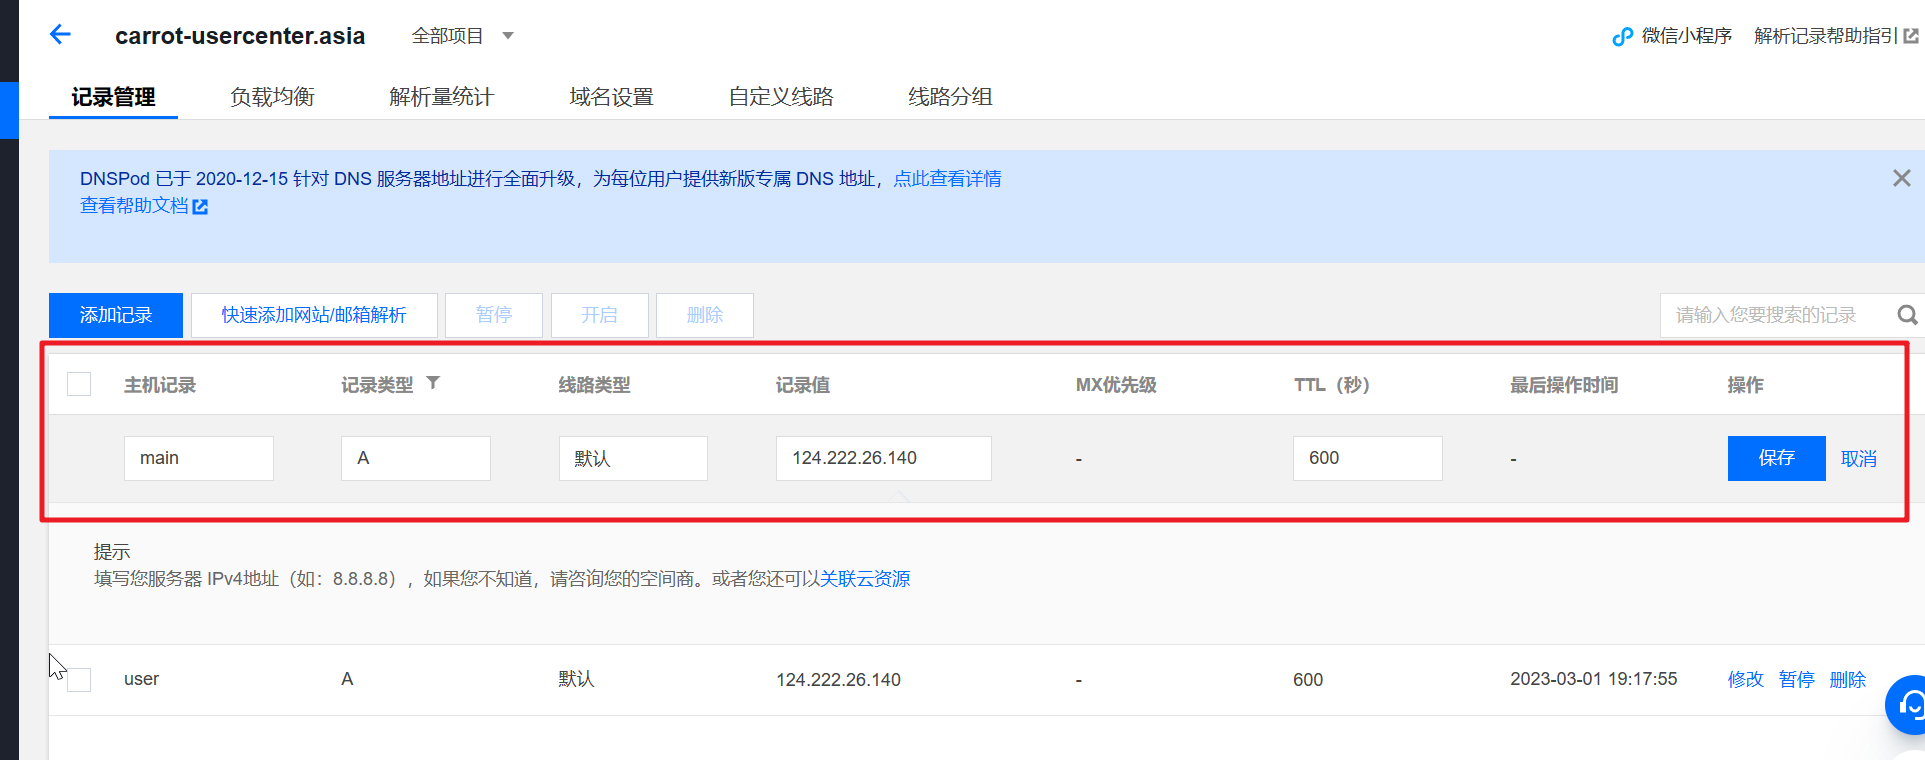 carrot-usercenter.asia 全部项目 微信小程序 解析记录帮助指引
记录管理 负载均衡 解析量统计 域名设置 自定义线路 线路分组
DNSPod 已于 2020-12-15 针对 DNS 服务器地址进行全面升级，为每位用户提供新版专属 DNS 地址，点此查看详情
查看帮助文档
添加记录 快速添加网站/邮箱解析 暂停 开启 删除 请输入您要搜索的记录
主机记录 记录类型 线路类型 记录值 MX优先级 TTL（秒） 最后操作时间 操作
main A 默认 124.222.26.140 - 600 - 保存 取消
提示
填写您服务器 IPv4地址（如：8.8.8.8），如果您不知道，请咨询您的空间商。或者您还可以关联云资源
user A 默认 124.222.26.140 - 600 2023-03-01 19:17:55 修改 暂停 删除